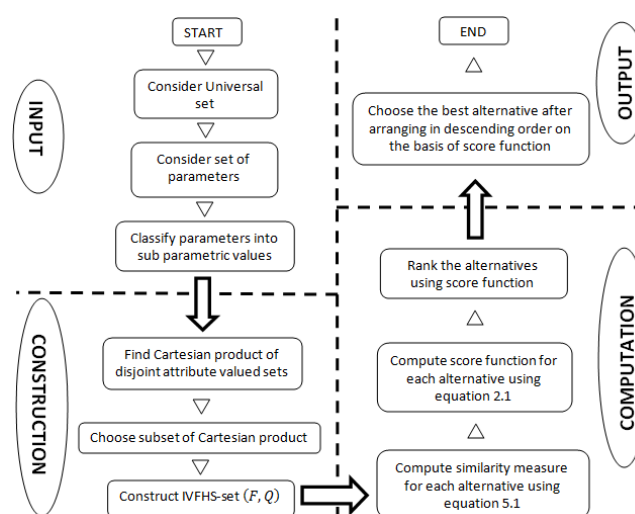 START
Consider Universal
set
Consider set of
parameters
Classify parameters into
sub parametric values
INPUT
Find Cartesian product of
disjoint attribute valued sets
Choose subset of Cartesian product
Construct IVFHS-set (F, Q)
CONSTRUCTION
Compute similarity measure
for each alternative using
equation 5.1
Compute score function for
each alternative using
equation 2.1
Rank the alternatives
using score function
COMPUTATION
Choose the best alternative after
arranging in descending order on
the basis of score function
END
OUTPUT